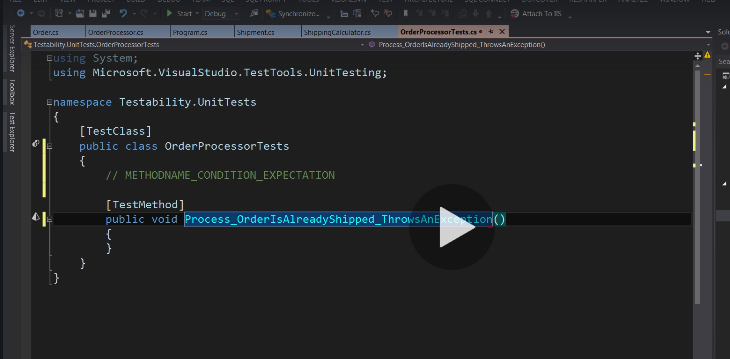 Start Debug Synchronize... Attach To IIS
Order.cs OrderProcessor.cs Program.cs Shipment.cs ShippingCalculator.cs OrderProcessorTests.cs
Testability.UnitTests.OrderProcessorTests Process_OrderIsAlreadyShipped_ThrowsAnException()
Server Explorer
Toolbox
Test Explorer
using System;
using Microsoft.VisualStudio.TestTools.UnitTesting;
namespace Testability.UnitTests
{
[TestClass]
public class OrderProcessorTests
{
// METHODNAME_CONDITION_EXPECTATION
[TestMethod]
public void Process_OrderIsAlreadyShipped_ThrowsAnException()
{
}
}
}